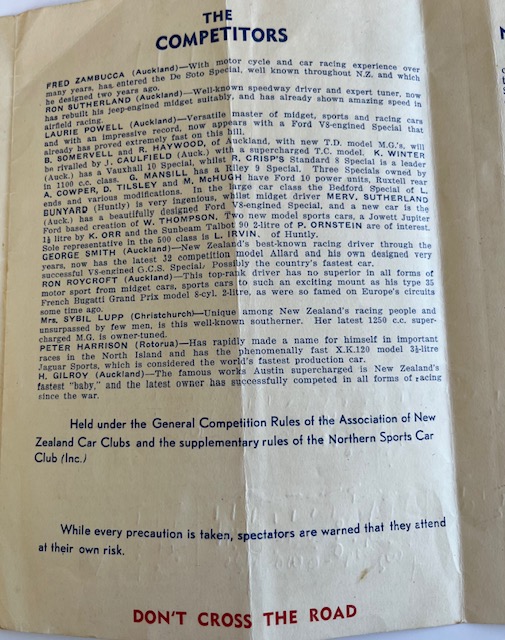 THE
COMPETITORS
FRED ZAMBUCCA (Auckland)—With motor cycle and car racing experience over
many years, has entered the De Soto Special, well known throughout N.Z. and which
he designed two years ago.
RON SUTHERLAND (Auckland)—Well-known speedway driver and expert tuner, now
has rebuilt his jeep-engined midget suitably, and has already shown amazing speed in
airfield racing.
LAURIE POWELL (Auckland)—Versatile master of midget, sports and racing cars
and with an impressive record, now appears with a Ford V8-engined Special that
already has proved extremely fast on this hill.
B. SOMERVELL and R. HAYWOOD, of Auckland, with new T.D. model M.G.'s, will
be rivalled by J. CAULFIELD (Auck.) with a supercharged T.C. model. K. WINTER
(Auck.) has a Vauxhall 10 Special, whilst R. CRISP'S Standard 8 Special is a leader
in 1100 c.c. class. G. MANSILL has a Riley 9 Special. Three Specials owned by
A. COWPER, D. TILSLEY and M. McHUGH have Ford 10 power units, Ruxtell rear
ends and various modifications. In the large car class the Bedford Special of L.
BUNYARD (Huntly) is very ingenious, whilst midget driver MERV. SUTHERLAND
(Auck.) has a beautifully designed Ford V8-engined Special, and a new car is the
Ford based creation of W. THOMPSON. Two new model sports cars, a Jowett Jupiter
1½ litre by K. ORR and the Sunbeam Talbot 90 2-litre of P. ORNSTEIN are of interest.
Sole representative in the 500 class is L. IRVIN, of Huntly.
GEORGE SMITH (Auckland)—New Zealand's best-known racing driver through the
years, now has the latest J2 competition model Allard and his own designed very
successful V8-engined G.C.S. Special. Possibly the country's fastest car.
RON ROYCROFT (Auckland)—This top-rank driver has no superior in all forms of
motor sport from midget cars, sports cars to such an exciting mount as his type 35
French Bugatti Grand Prix model 8-cyl. 2-litre, as were so famed on Europe's circuits
some time ago.
Mrs. SYBIL LUPP (Christchurch)—Unique among New Zealand's racing people and
unsurpassed by few men, is this well-known southerner. Her latest 1250 c.c. super-
charged M.G. is owner-tuned.
PETER HARRISON (Rotorua)—Has rapidly made a name for himself in important
races in the North Island and has the phenomenally fast X.K.120 model 3½-litre
Jaguar Sports, which is considered the world's fastest production car.
H. GILROY (Auckland)—The famous works Austin supercharged is New Zealand's
fastest "baby," and the latest owner has successfully competed in all forms of racing
since the war.
Held under the General Competition Rules of the Association of New
Zealand Car Clubs and the supplementary rules of the Northern Sports Car
Club (Inc.)
While every precaution is taken, spectators are warned that they attend
at their own risk.
DON'T CROSS THE ROAD